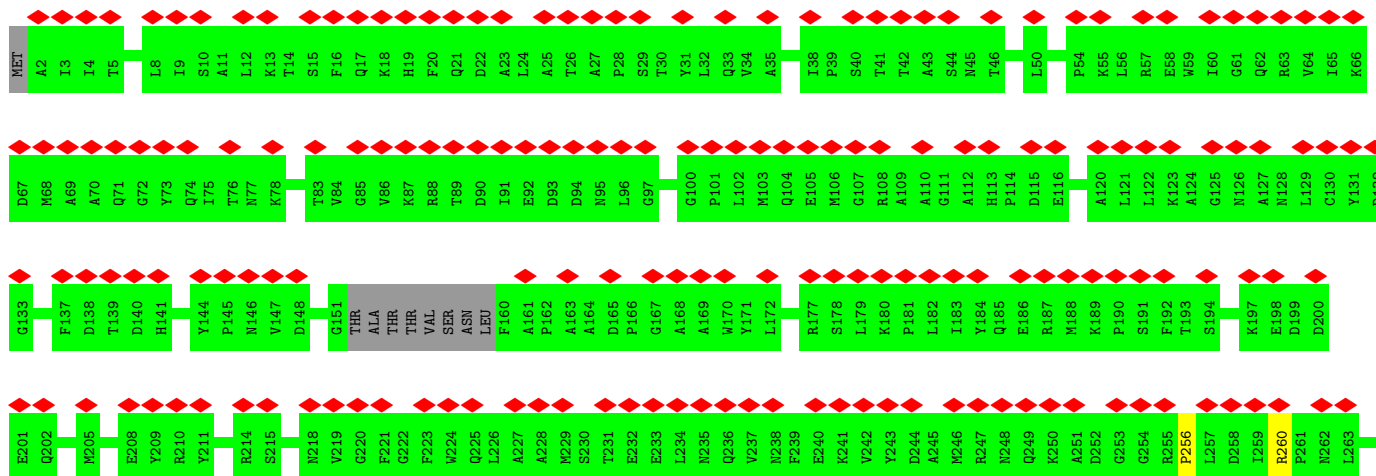 MET A2 I3 I4 T5 L8 I9 S10 A11 L12 K13 T14 S15 F16 Q17 K18 H19 F20 Q21 D22 A23 L24 A25 T26 A27 P28 S29 T30 Y31 L32 Q33 V34 A35 I38 P39 S40 T41 T42 A43 S44 N45 T46 L50 P54 K55 L56 R57 E58 W59 I60 G61 Q62 R63 V64 I65 K66
D67 M68 A69 A70 Q71 G72 Y73 Q74 I75 T76 N77 K78 T83 V84 G85 V86 K87 R88 T89 D90 I91 E92 D93 D94 N95 L96 G97 G100 P101 L102 M103 Q104 E105 M106 G107 R108 A109 A110 G111 A112 H113 P114 D115 E116 A120 L121 L122 K123 A124 G125 N126 A127 N128 L129 C130 Y131
G133 F137 D138 T139 D140 H141 Y144 P145 N146 V147 D148 G151 THR ALA THR THR VAL SER ASN LEU F160 A161 P162 A163 A164 D165 P166 G167 A168 A169 W170 Y171 L172 R177 S178 L179 K180 P181 L182 I183 Y184 Q185 E186 R187 M188 K189 P190 S191 F192 T193 S194 K197 E198 D199 D200
E201 Q202 M205 E208 Y209 R210 Y211 R214 S215 N218 V219 G220 F221 G222 F223 W224 Q225 L226 A227 A228 M229 S230 T231 E232 E233 L234 N235 Q236 V237 N238 F239 E240 K241 V242 Y243 D244 A245 M246 R247 N248 Q249 K250 A251 D252 G253 G254 R255 P256 L257 D258 I259 R260 P261 N262 L263